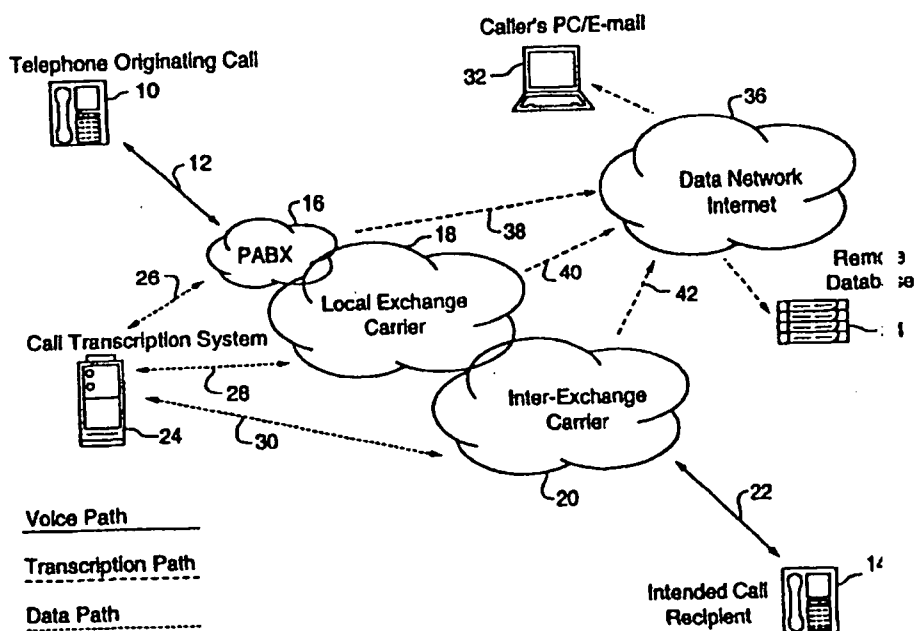 Caller's PC/E-mail
32
Telephone Originating Call
10
36
12
Data Network
Internet
16
38
18
PABX
40
26
42
Local Exchange
Carrier
Call Transcription System
28
Inter-Exchange
Carrier
24
30
20
22
Voice Path
Transcription Path
Data Path
Intended Call
Recipient